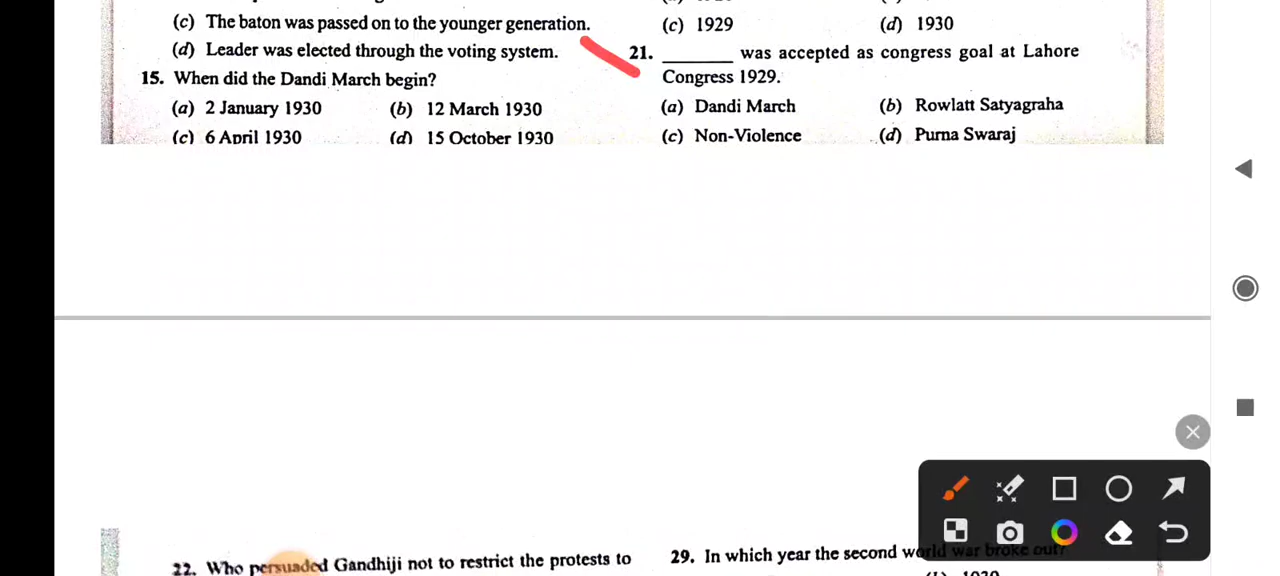 (c) The baton was passed on to the younger generation.
(d) Leader was elected through the voting system.
15. When did the Dandi March begin?
(a) 2 January 1930 (b) 12 March 1930
(c) 6 April 1930 (d) 15 October 1930
(c) 1929 (d) 1930
21. ______ was accepted as congress goal at Lahore
Congress 1929.
(a) Dandi March (b) Rowlatt Satyagraha
(c) Non-Violence (d) Purna Swaraj
22. Who persuaded Gandhiji not to restrict the protests to
29. In which year the second world war broke out?